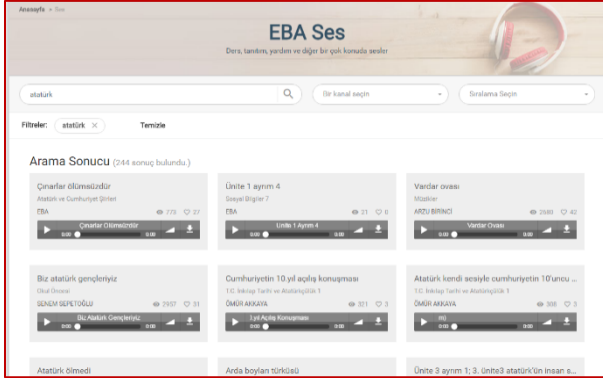 Anasayfa > Ses
EBA Ses
Ders, tanıtım, yardım ve diğer bir çok konuda sesler
atatürk
Bir kanal seçin
Sıralama Seçin
Filtreler:
atatürk ×
Temizle
Arama Sonucu (244 sonuç bulundu.)
Çınarlar ölümsüzdür
Atatürk ve Cumhuriyet Şiirleri
EBA 27
Çınarlar Ölümsüzdür
0:00 0:00
Ünite 1 ayrım 4
Sosyal Bilgiler 7
EBA 21 0
Ünite 1 Ayrım 4
0:00 0:00
Vardar ovası
Müzikler
ARZU BİRİNCİ 42
Vardar Ovası
0:00 0:00
Biz atatürk gençleriyiz
Okul Öncesi
SENEM SEPETOĞLU 2957 31
Biz Atatürk Gençleriyiz
0:00 0:00
Cumhuriyetin 10.yıl açılış konuşması
T.C. İnkılap Tarihi ve Atatürkçülük 1
ÖMÜR AKKAYA 321 3
).yıl Açılış Konuşması
0:00 0:00
Atatürk kendi sesiyle cumhuriyetin 10'uncu ...
T.C. İnkılap Tarihi ve Atatürkçülük 1
ÖMÜR AKKAYA 308 3
0:00 0:00
Atatürk ölmedi
Arda boyları türküsü
Ünite 3 ayrım 1; 3. ünite3 atatürk'ün insan s...